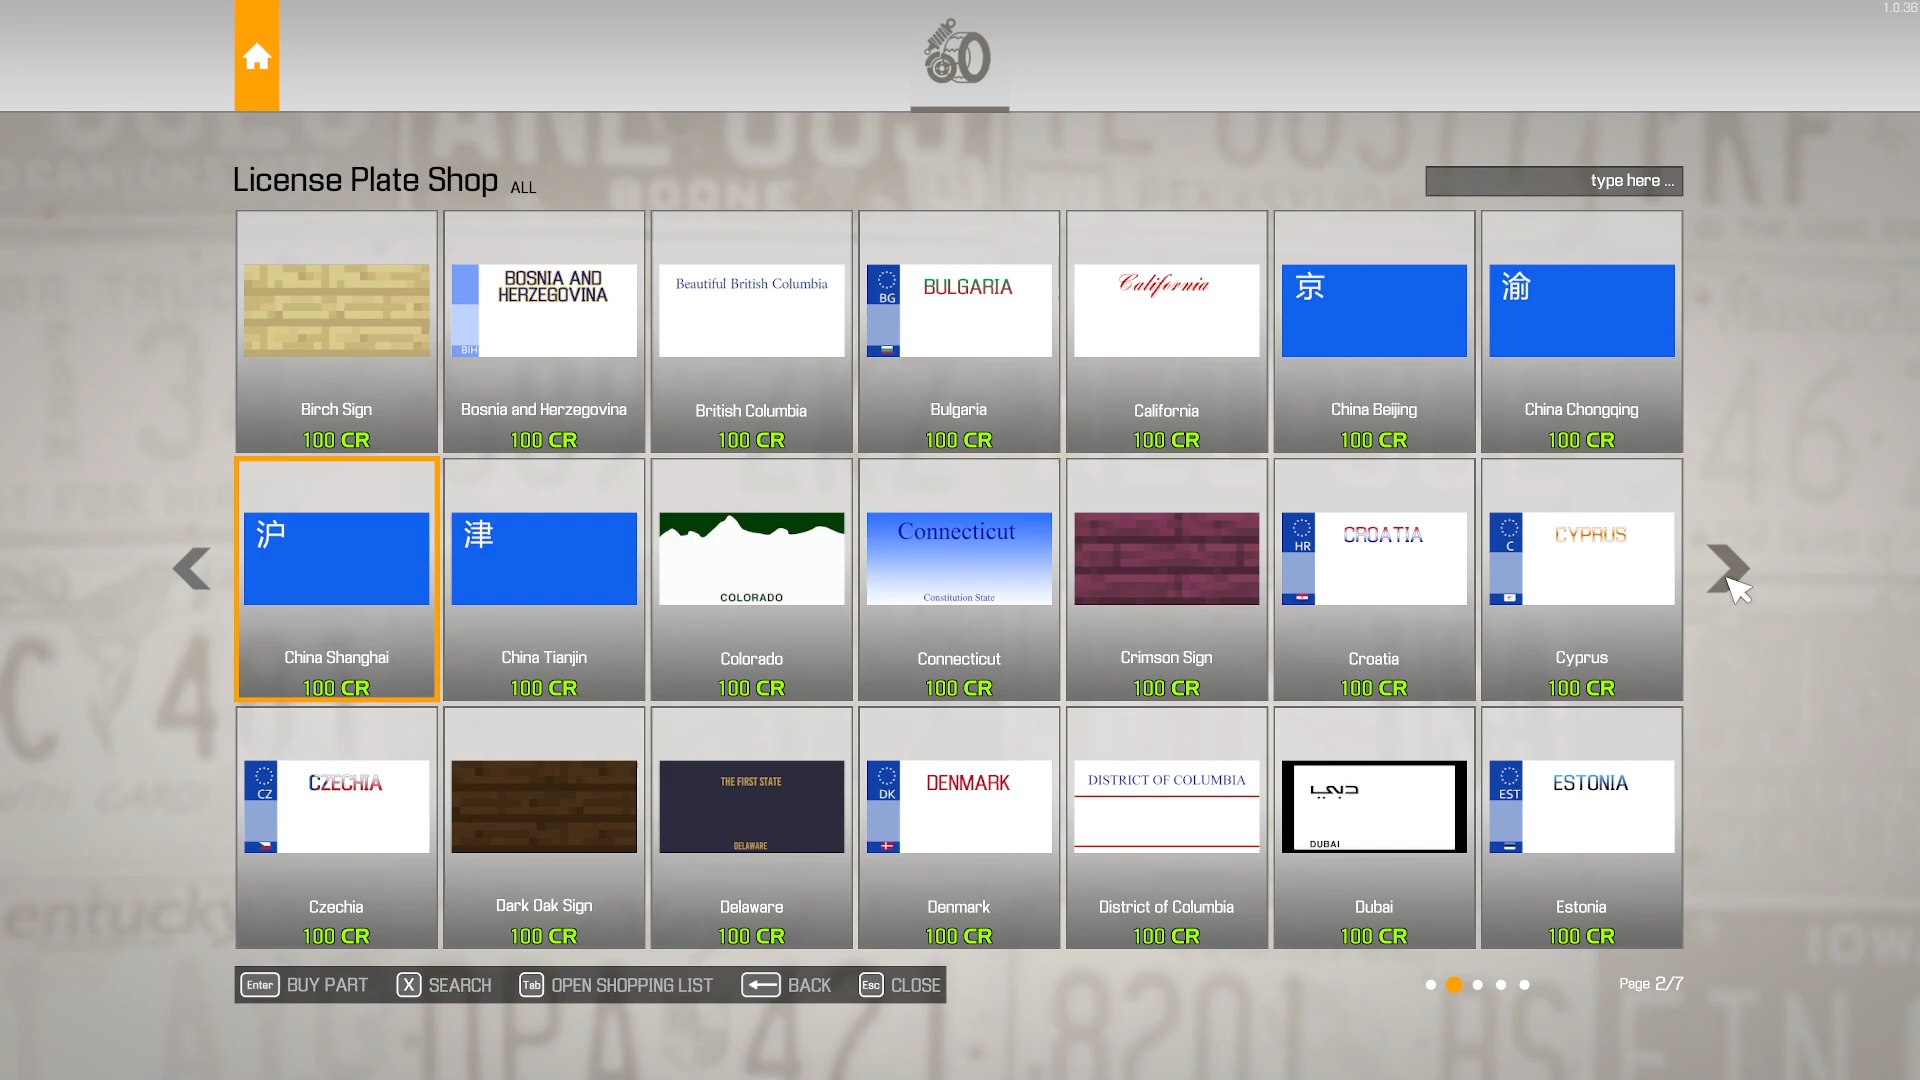 1.0.36
License Plate Shop ALL
type here ...
BOSNIA AND
HERZEGOVINA
BIH
Beautiful British Columbia
BG
BULGARIA
California
京
渝
Birch Sign
Bosnia and Herzegovina
British Columbia
Bulgaria
California
China Beijing
China Chongqing
100 CR
100 CR
100 CR
100 CR
100 CR
100 CR
100 CR
沪
津
COLORADO
Connecticut
Constitution State
HR
CROATIA
C
CYPRUS
China Shanghai
China Tianjin
Colorado
Connecticut
Crimson Sign
Croatia
Cyprus
100 CR
100 CR
100 CR
100 CR
100 CR
100 CR
100 CR
CZ
CZECHIA
THE FIRST STATE
DELAWARE
DK
DENMARK
DISTRICT OF COLUMBIA
دبي
DUBAI
EST
ESTONIA
Czechia
Dark Oak Sign
Delaware
Denmark
District of Columbia
Dubai
Estonia
100 CR
100 CR
100 CR
100 CR
100 CR
100 CR
100 CR
Enter BUY PART X SEARCH Tab OPEN SHOPPING LIST BACK Esc CLOSE
Page 2/7